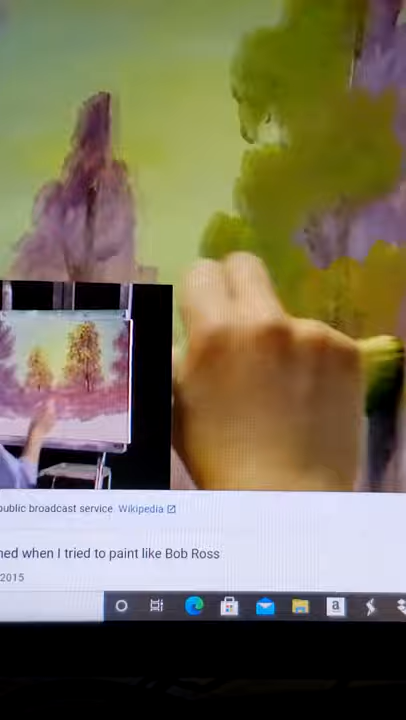 public broadcast service Wikipedia
ned when I tried to paint like Bob Ross
2015
a